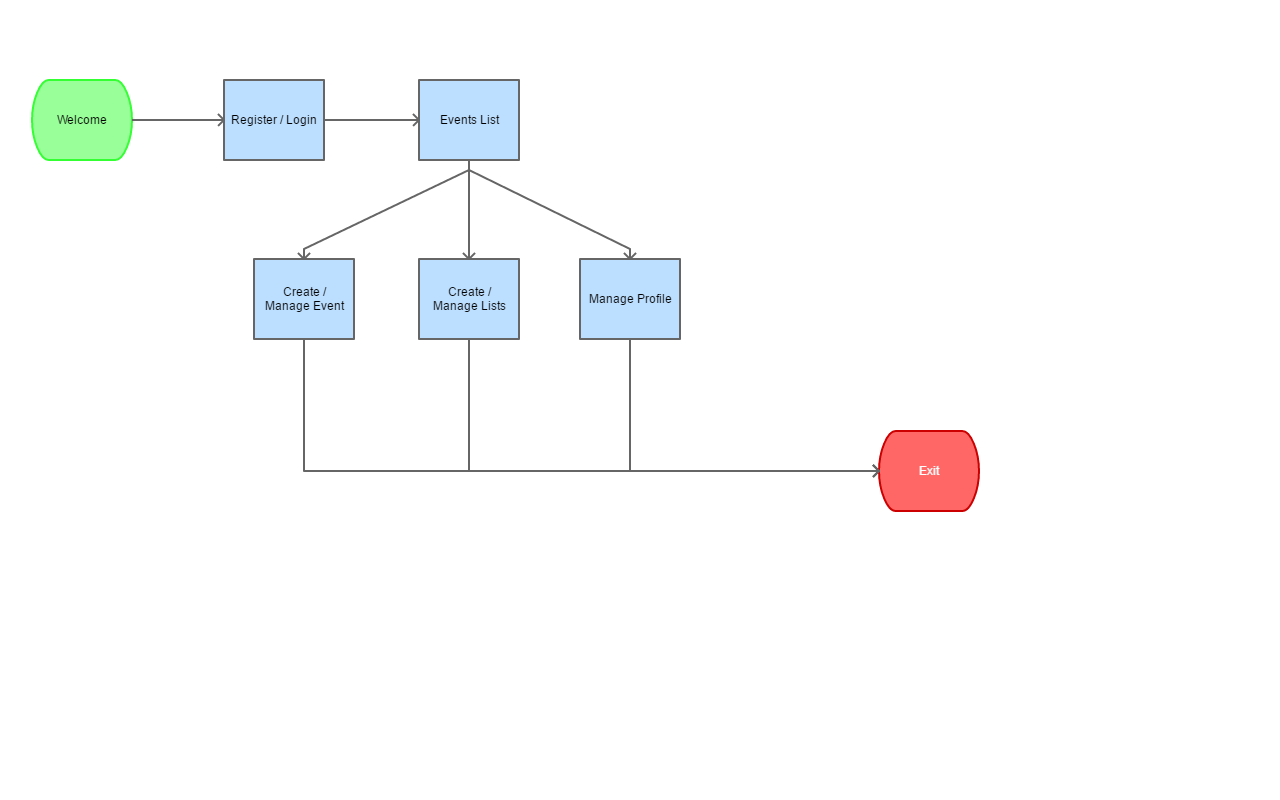 Welcome
Register / Login
Events List
Create /
Manage Event
Create /
Manage Lists
Manage Profile
Exit